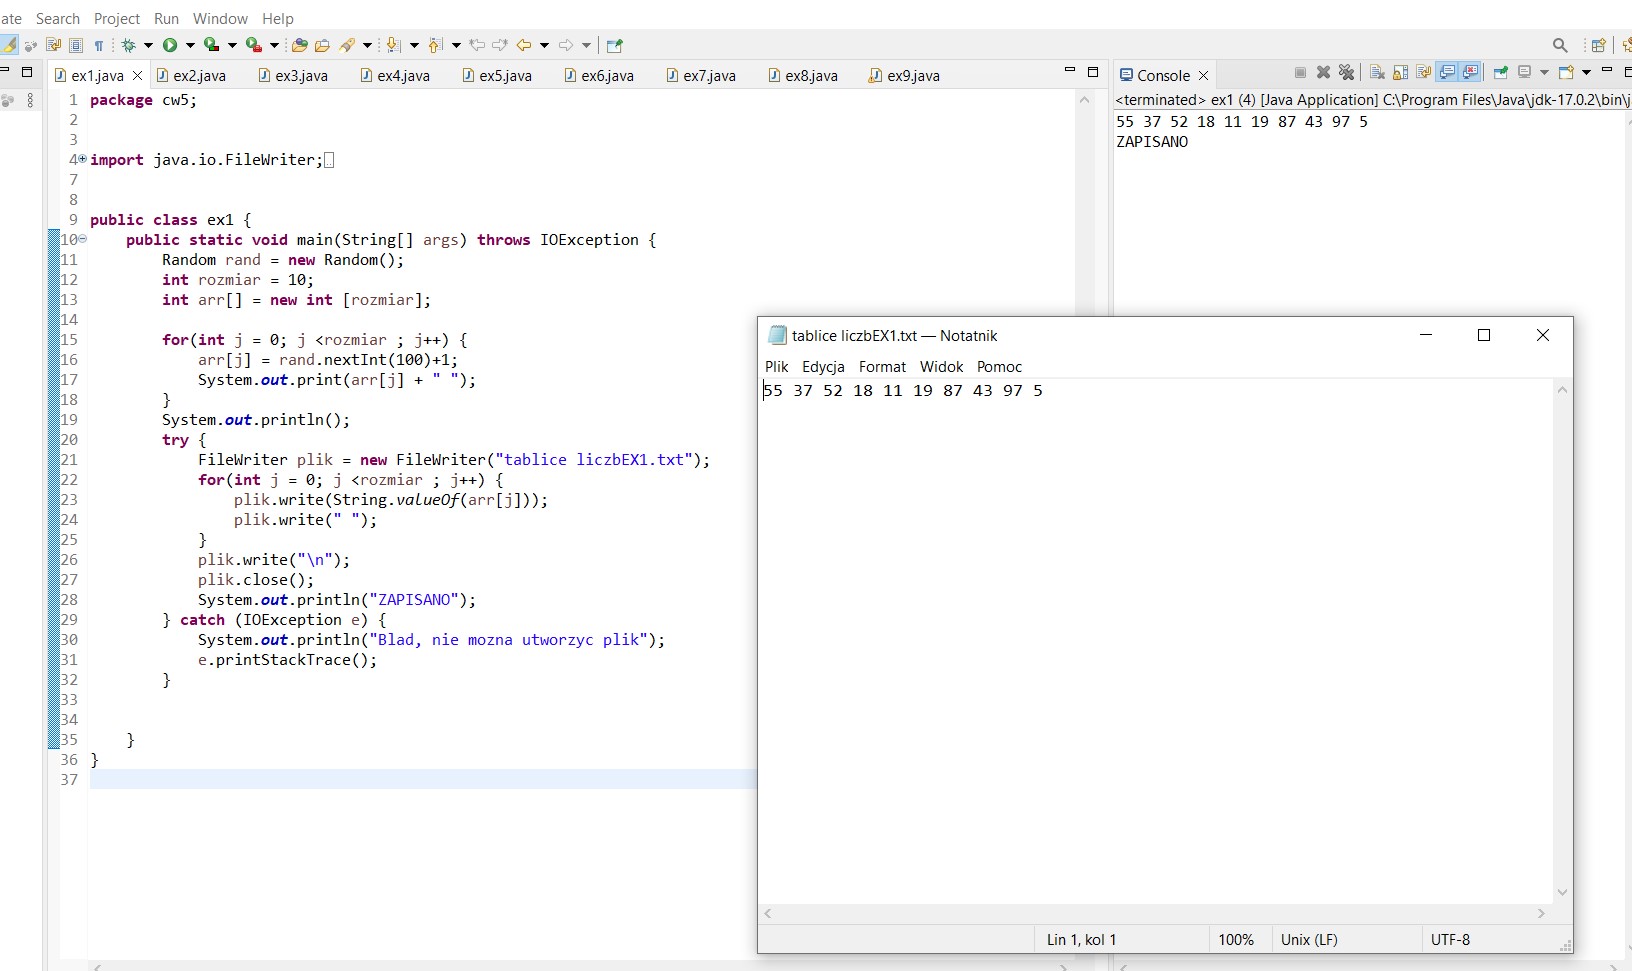 ate Search Project Run Window Help
ex1.java ex2.java ex3.java ex4.java ex5.java ex6.java ex7.java ex8.java ex9.java
1 package cw5;
2
3
4 import java.io.FileWriter;
7
8
9 public class ex1 {
10 public static void main(String[] args) throws IOException {
11 Random rand = new Random();
12 int rozmiar = 10;
13 int arr[] = new int [rozmiar];
14
15 for(int j = 0; j <rozmiar ; j++) {
16 arr[j] = rand.nextInt(100)+1;
17 System.out.print(arr[j] + " ");
18 }
19 System.out.println();
20 try {
21 FileWriter plik = new FileWriter("tablice liczbEX1.txt");
22 for(int j = 0; j <rozmiar ; j++) {
23 plik.write(String.valueOf(arr[j]));
24 plik.write(" ");
25 }
26 plik.write("\n");
27 plik.close();
28 System.out.println("ZAPISANO");
29 } catch (IOException e) {
30 System.out.println("Blad, nie mozna utworzyc plik");
31 e.printStackTrace();
32 }
33
34
35 }
36 }
37
Console
<terminated> ex1 (4) [Java Application] C:\Program Files\Java\jdk-17.0.2\bin\j
55 37 52 18 11 19 87 43 97 5
ZAPISANO
tablice liczbEX1.txt — Notatnik
Plik Edycja Format Widok Pomoc
55 37 52 18 11 19 87 43 97 5
Lin 1, kol 1 100% Unix (LF) UTF-8